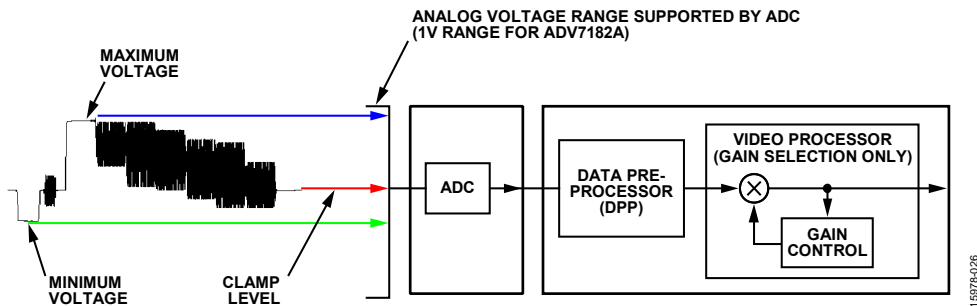 ANALOG VOLTAGE RANGE SUPPORTED BY ADC
(1V RANGE FOR ADV7182A)
MAXIMUM
VOLTAGE
VIDEO PROCESSOR
(GAIN SELECTION ONLY)
ADC
DATA PRE-
PROCESSOR
(DPP)
GAIN
CONTROL
MINIMUM
VOLTAGE
CLAMP
LEVEL
15978-026